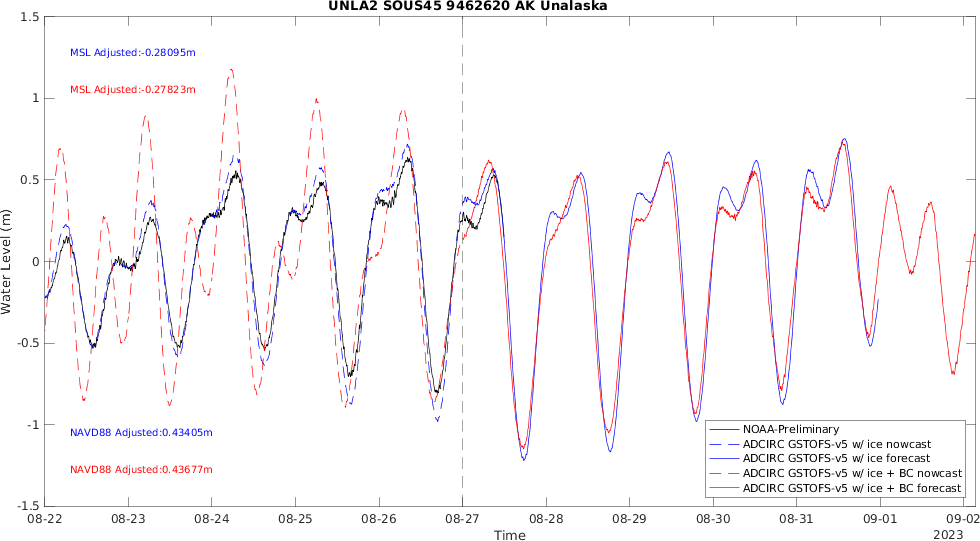 UNLA2 SOUS45 9462620 AK Unalaska
1.5
1
0.5
0
-0.5
-1
-1.5
Water Level (m)
MSL Adjusted:-0.28095m
MSL Adjusted:-0.27823m
NAVD88 Adjusted:0.43405m
NAVD88 Adjusted:0.43677m
NOAA-Preliminary
ADCIRC GSTOFS-v5 w/ ice nowcast
ADCIRC GSTOFS-v5 w/ ice forecast
ADCIRC GSTOFS-v5 w/ ice + BC nowcast
ADCIRC GSTOFS-v5 w/ ice + BC forecast
08-22 08-23 08-24 08-25 08-26 08-27 08-28 08-29 08-30 08-31 09-01 09-02
Time
2023